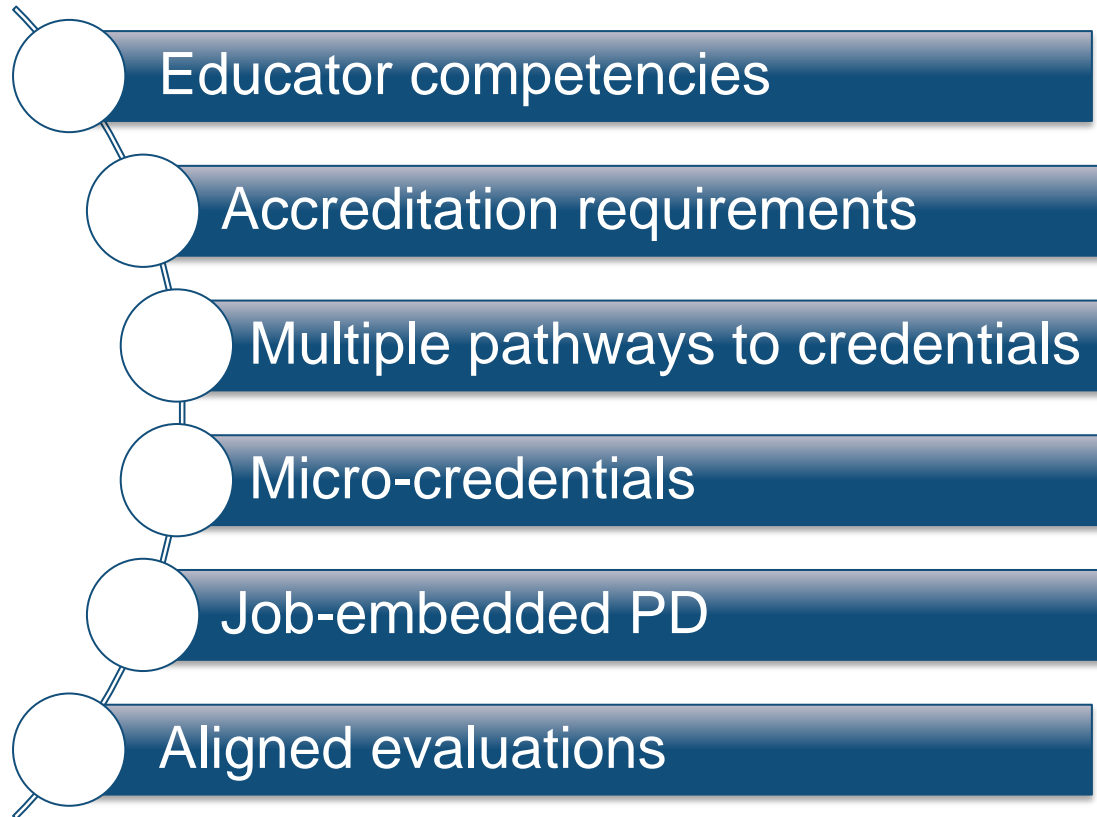 Educator competencies
Accreditation requirements
Multiple pathways to credentials
Micro-credentials
Job-embedded PD
Aligned evaluations